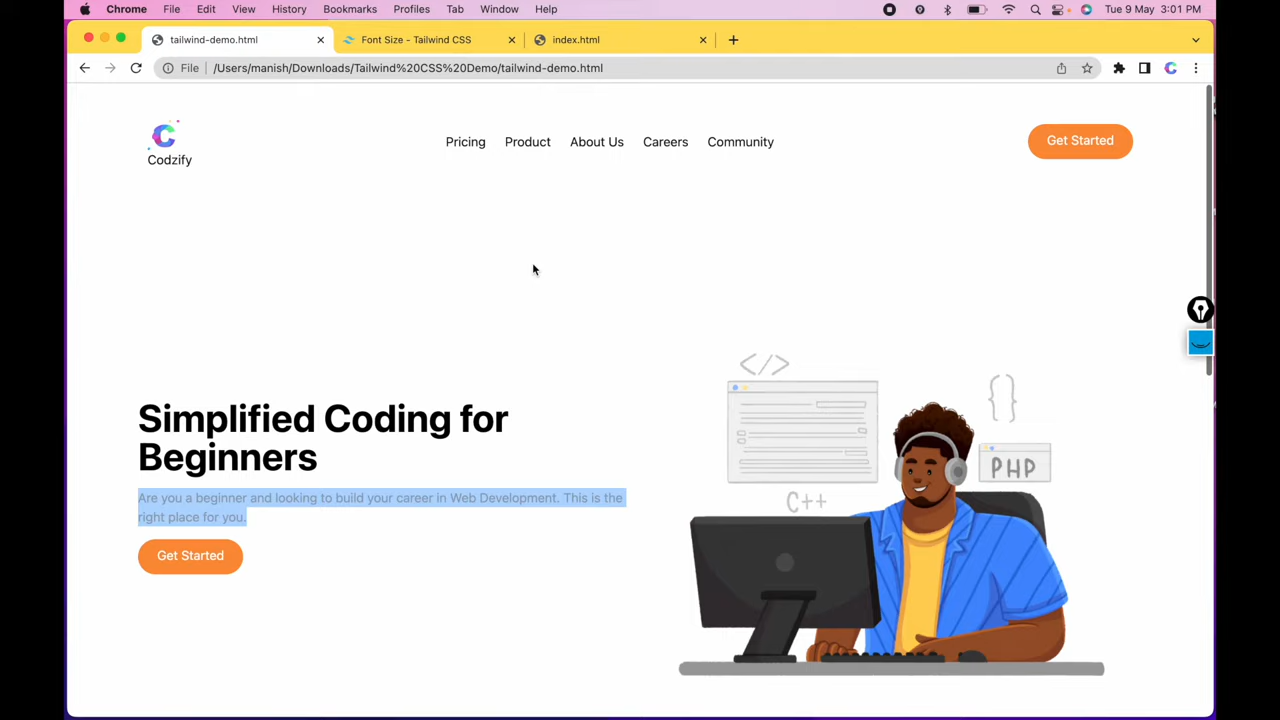 Chrome File Edit View History Bookmarks Profiles Tab Window Help Tue 9 May 3:01 PM
tailwind-demo.html Font Size - Tailwind CSS index.html
File /Users/manish/Downloads/Tailwind%20CSS%20Demo/tailwind-demo.html
Codzify
Pricing Product About Us Careers Community
Get Started
Simplified Coding for
Beginners
Are you a beginner and looking to build your career in Web Development. This is the
right place for you.
Get Started
</>
{}
PHP
C++